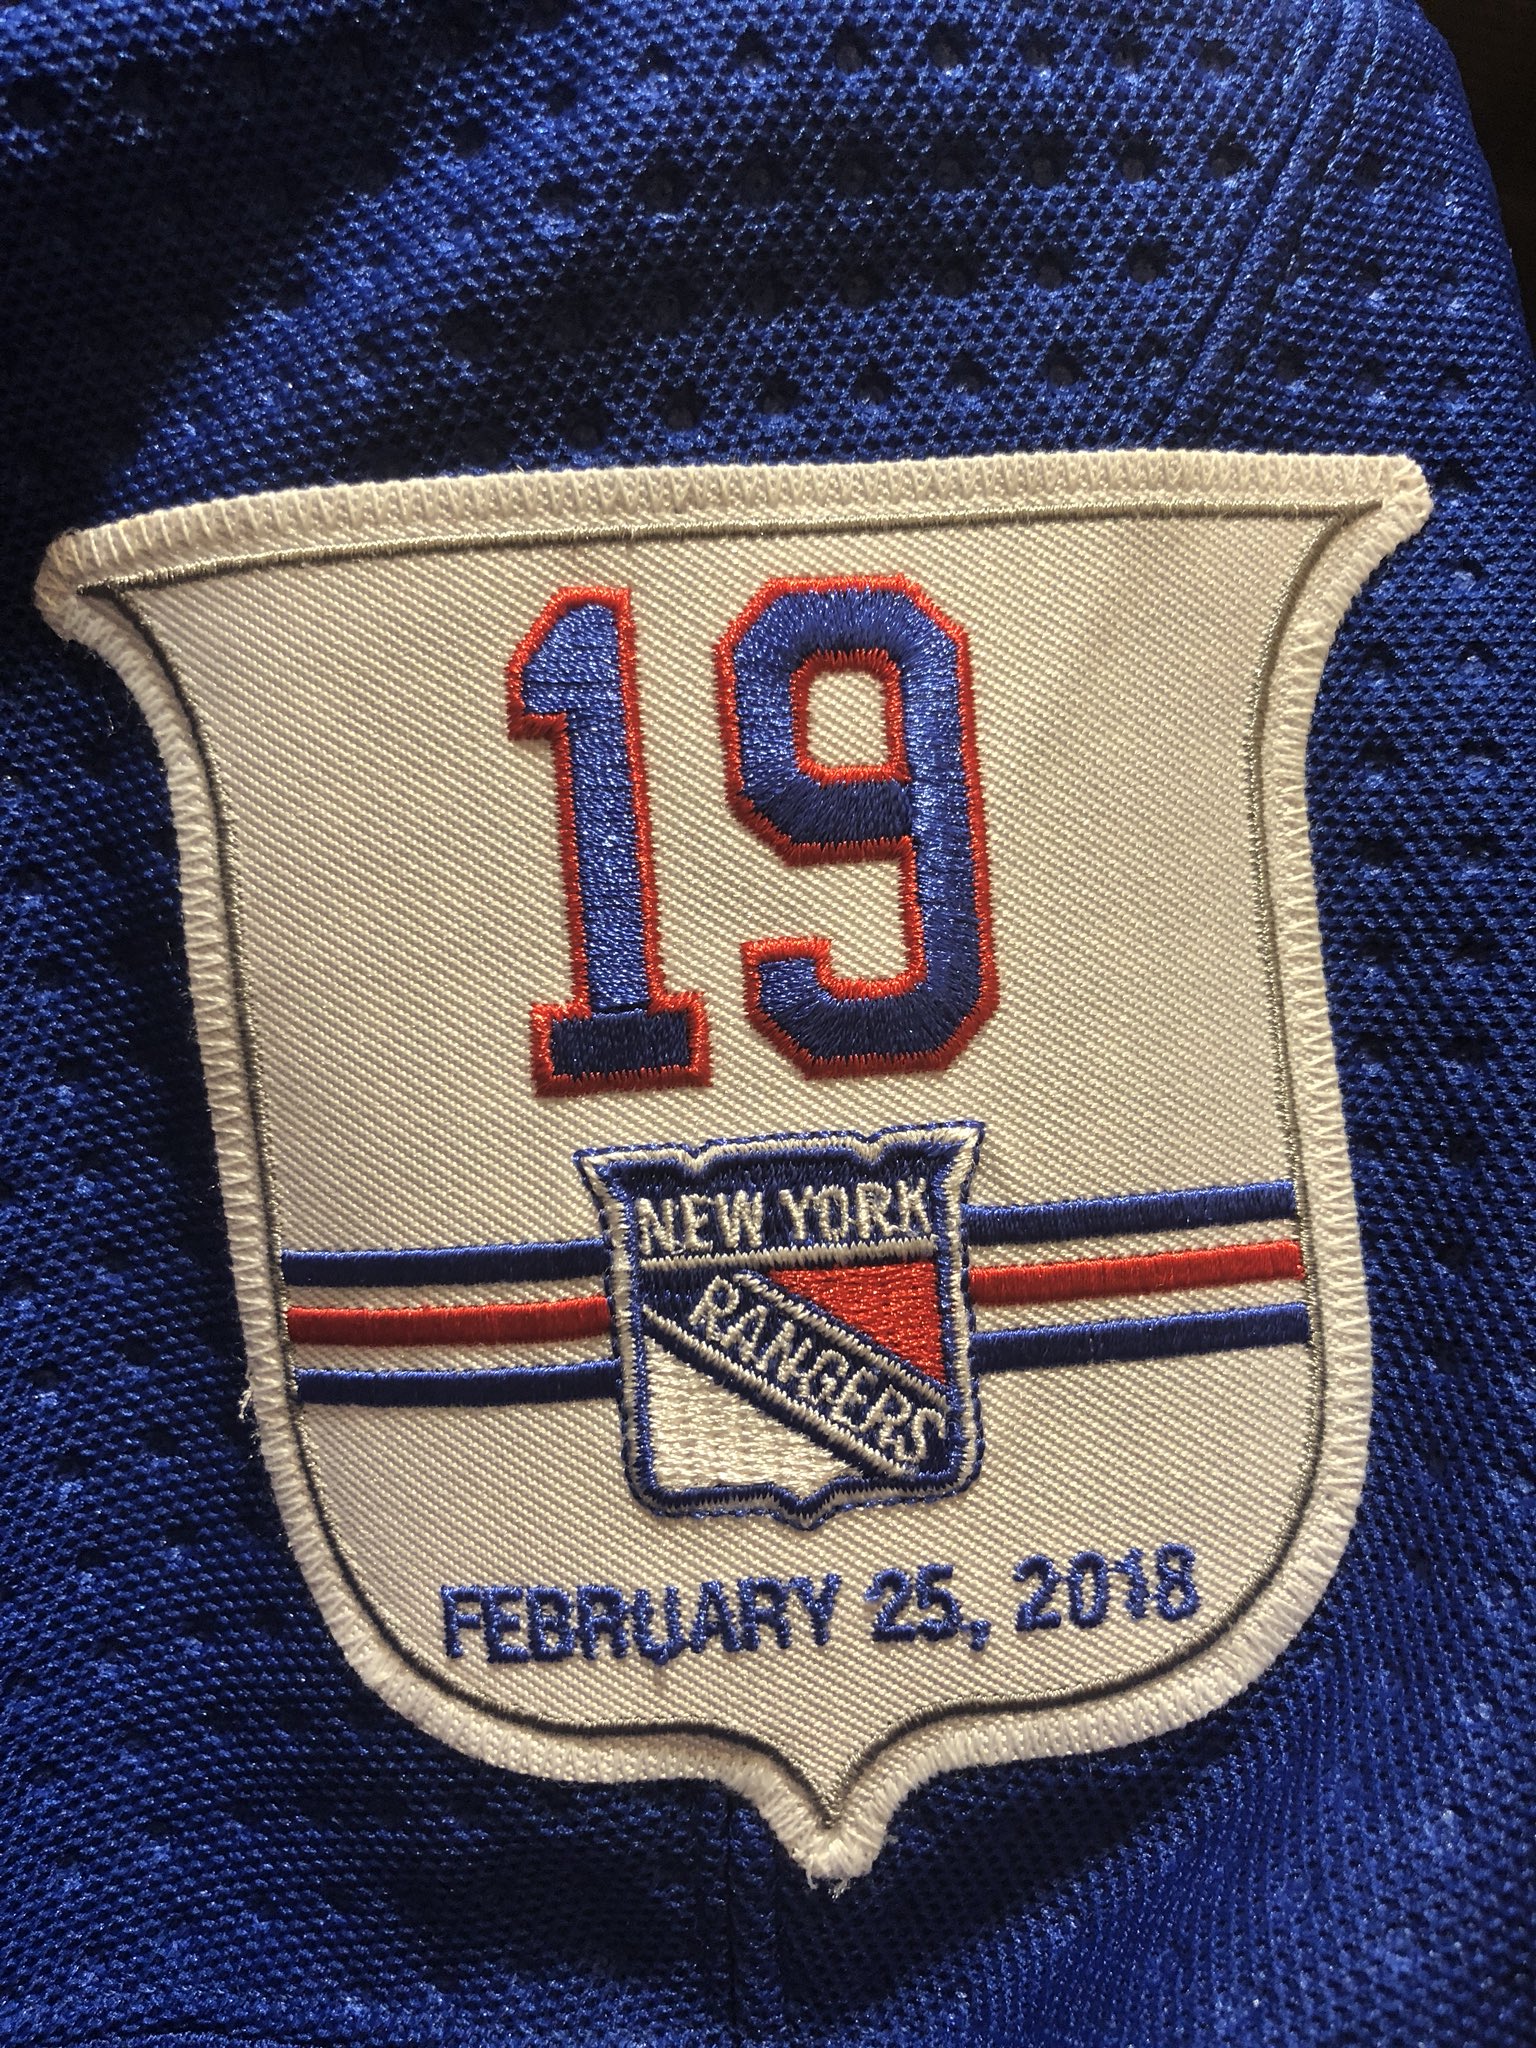 19
NEW YORK
RANGERS
FEBRUARY 25, 2018